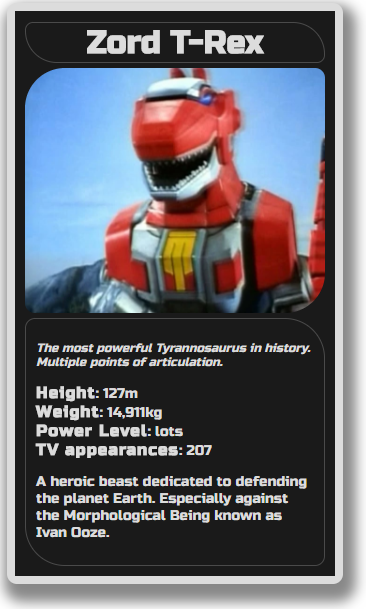 Zord T-Rex
The most powerful Tyrannosaurus in history.
Multiple points of articulation.
Height: 127m
Weight: 14,911kg
Power Level: lots
TV appearances: 207
A heroic beast dedicated to defending
the planet Earth. Especially against
the Morphological Being known as
Ivan Ooze.